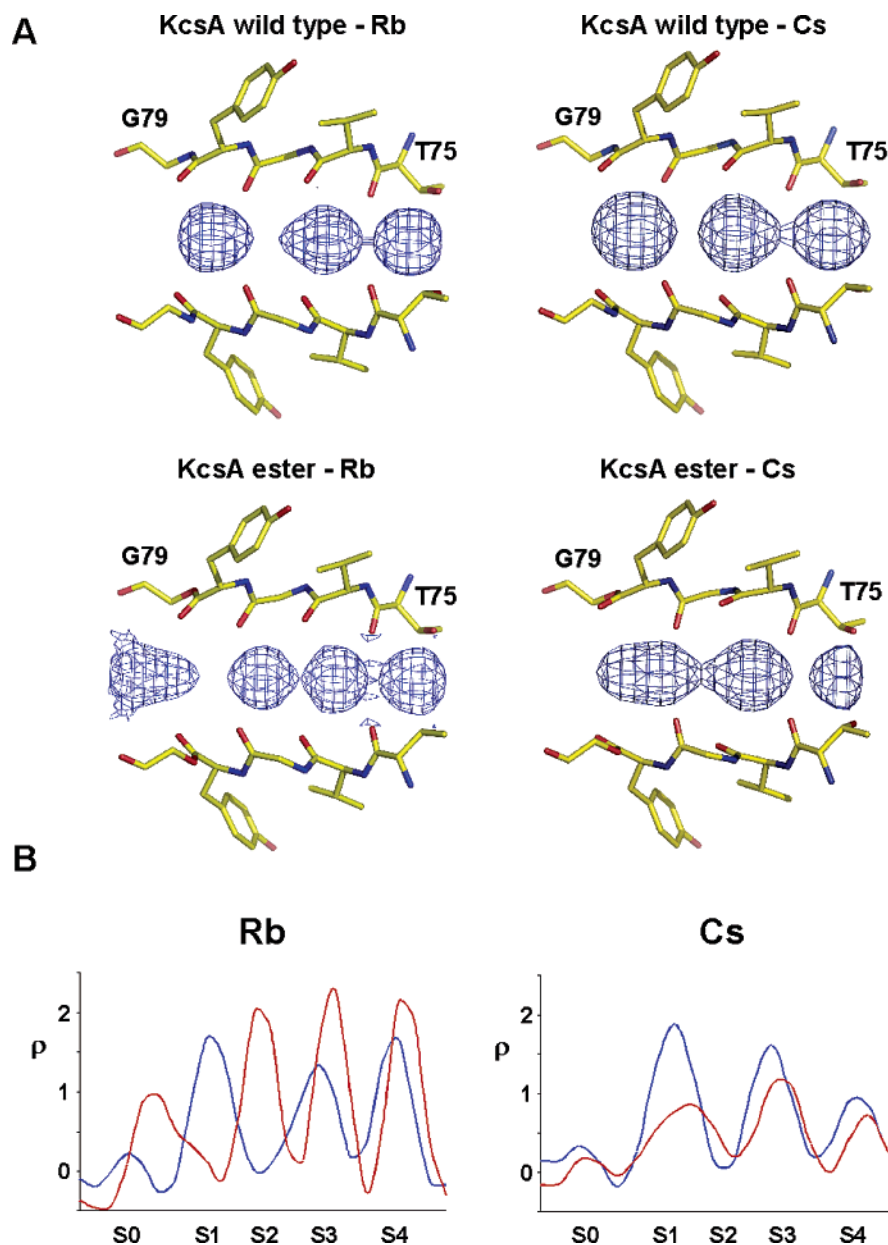 A
KcsA wild type - Rb
KcsA wild type - Cs
G79
T75
G79
T75
KcsA ester - Rb
KcsA ester - Cs
G79
T75
G79
T75
B
Rb
Cs
2
1
0
ρ
S0 S1 S2 S3 S4
2
1
0
ρ
S0 S1 S2 S3 S4